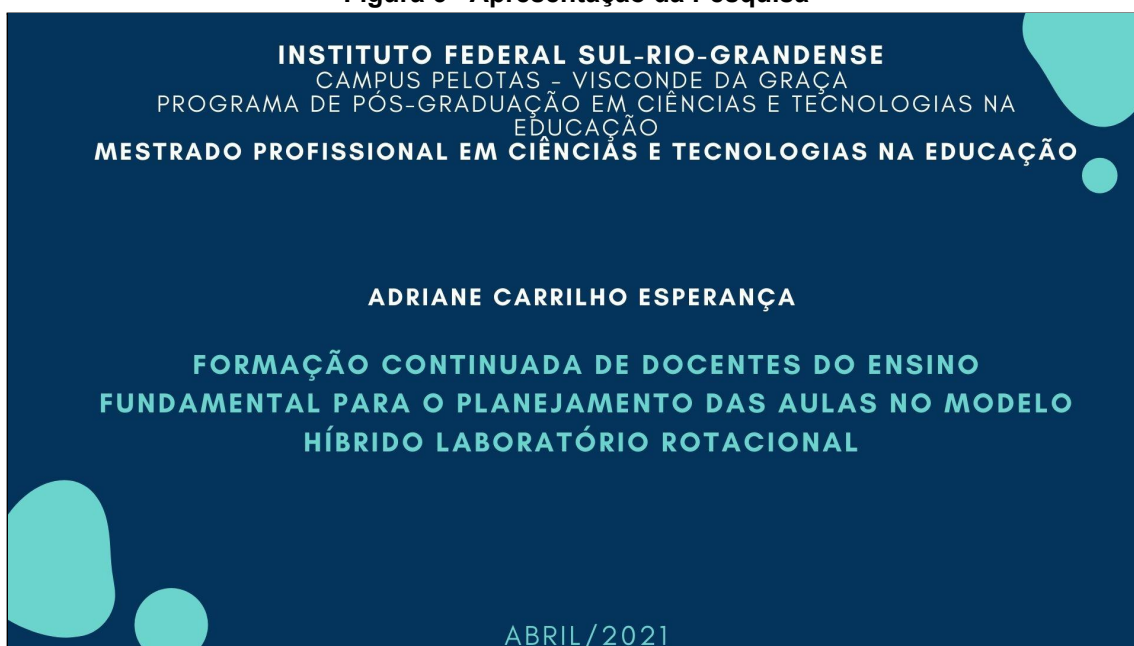 Figura 6 - Apresentação da Pesquisa
INSTITUTO FEDERAL SUL-RIO-GRANDENSE
CAMPUS PELOTAS - VISCONDE DA GRAÇA
PROGRAMA DE PÓS-GRADUAÇÃO EM CIÊNCIAS E TECNOLOGIAS NA
EDUCAÇÃO
MESTRADO PROFISSIONAL EM CIÊNCIAS E TECNOLOGIAS NA EDUCAÇÃO
ADRIANE CARRILHO ESPERANÇA
FORMAÇÃO CONTINUADA DE DOCENTES DO ENSINO
FUNDAMENTAL PARA O PLANEJAMENTO DAS AULAS NO MODELO
HÍBRIDO LABORATÓRIO ROTACIONAL
ABRIL/2021